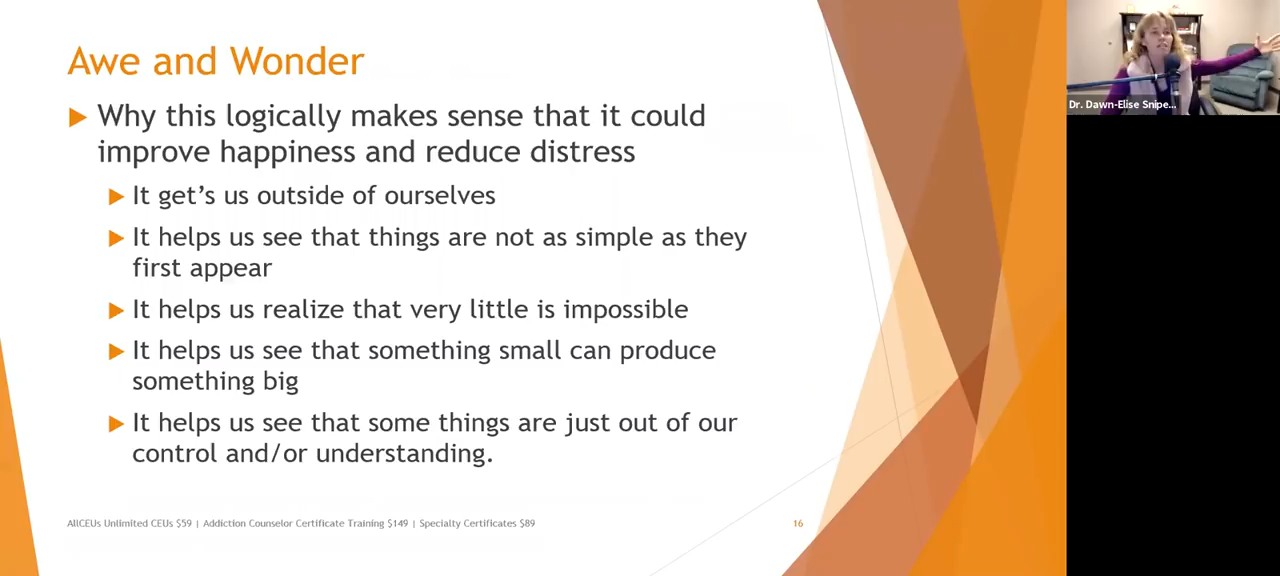 Awe and Wonder
Why this logically makes sense that it could
improve happiness and reduce distress
It get's us outside of ourselves
It helps us see that things are not as simple as they
first appear
It helps us realize that very little is impossible
It helps us see that something small can produce
something big
It helps us see that some things are just out of our
control and/or understanding.
AllCEUs Unlimited CEUs $59 | Addiction Counselor Certificate Training $149 | Specialty Certificates $89
16
Dr. Dawn-Elise Snipe...